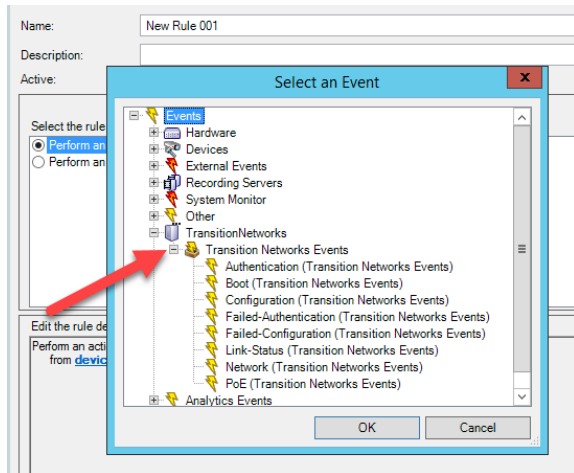 Name:
New Rule 001
Description:
Active:
Select an Event
x
Events
Hardware
Devices
External Events
Recording Servers
System Monitor
Other
TransitionNetworks
Transition Networks Events
Authentication (Transition Networks Events)
Boot (Transition Networks Events)
Configuration (Transition Networks Events)
Failed-Authentication (Transition Networks Events)
Failed-Configuration (Transition Networks Events)
Link-Status (Transition Networks Events)
Network (Transition Networks Events)
PoE (Transition Networks Events)
Analytics Events
OK
Cancel
Select the rule
Perform an
Perform an
Edit the rule de
Perform an acti
from devic